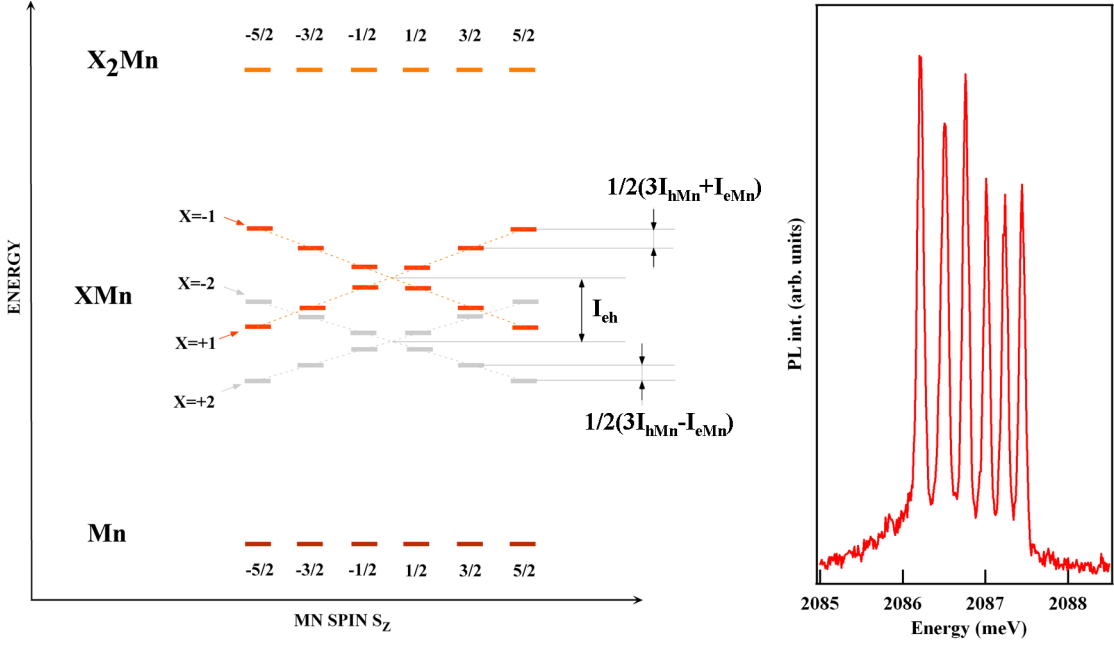 -5/2 -3/2 -1/2 1/2 3/2 5/2
X2Mn
1/2(3IhMn+IeMn)
X=-1
X=-2
XMn
Ieh
X=+1
X=+2
1/2(3IhMn-IeMn)
Mn
-5/2 -3/2 -1/2 1/2 3/2 5/2
ENERGY
MN SPIN SZ
PL int. (arb. units)
2085 2086 2087 2088
Energy (meV)